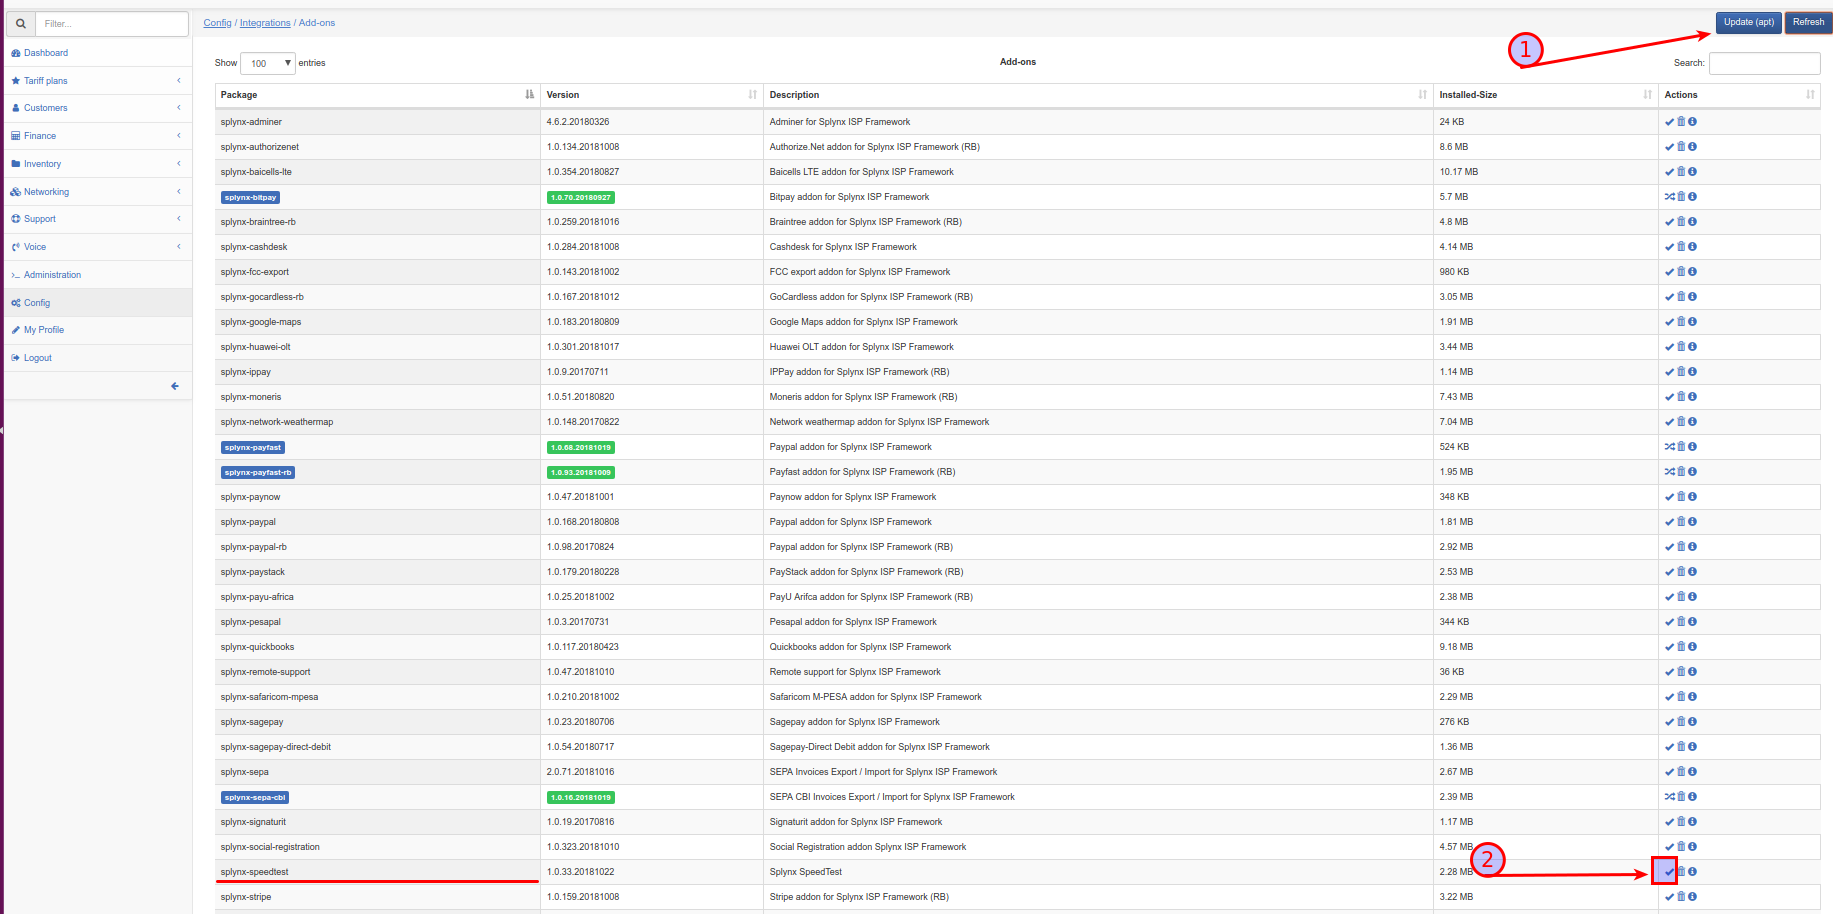 Filter...
Config / Integrations / Add-ons
Update (apt)
Refresh
Dashboard
Tariff plans
Customers
Finance
Inventory
Networking
Support
Voice
Administration
Config
My Profile
Logout
1
Show 100 entries
Add-ons
Search:
Package Version Description Installed-Size Actions
splynx-adminer 4.6.2.20180326 Adminer for Splynx ISP Framework 24 KB
splynx-authorizenet 1.0.134.20181008 Authorize.Net addon for Splynx ISP Framework (RB) 8.6 MB
splynx-baicells-lte 1.0.354.20180827 Baicells LTE addon for Splynx ISP Framework 10.17 MB
splynx-bitpay 1.0.70.20180927 Bitpay addon for Splynx ISP Framework 5.7 MB
splynx-braintree-rb 1.0.259.20181016 Braintree addon for Splynx ISP Framework (RB) 4.8 MB
splynx-cashdesk 1.0.284.20181008 Cashdesk for Splynx ISP Framework 4.14 MB
splynx-fcc-export 1.0.143.20181002 FCC export addon for Splynx ISP Framework 980 KB
splynx-gocardless-rb 1.0.167.20181012 GoCardless addon for Splynx ISP Framework (RB) 3.05 MB
splynx-google-maps 1.0.183.20180809 Google Maps addon for Splynx ISP Framework 1.91 MB
splynx-huawei-olt 1.0.301.20181017 Huawei OLT addon for Splynx ISP Framework 3.44 MB
splynx-ippay 1.0.9.20170711 IPPay addon for Splynx ISP Framework (RB) 1.14 MB
splynx-moneris 1.0.51.20180820 Moneris addon for Splynx ISP Framework (RB) 7.43 MB
splynx-network-weathermap 1.0.148.20170822 Network weathermap addon for Splynx ISP Framework 7.04 MB
splynx-payfast 1.0.68.20181019 Paypal addon for Splynx ISP Framework 524 KB
splynx-payfast-rb 1.0.93.20181009 Payfast addon for Splynx ISP Framework (RB) 1.95 MB
splynx-paynow 1.0.47.20181001 Paynow addon for Splynx ISP Framework 348 KB
splynx-paypal 1.0.168.20180808 Paypal addon for Splynx ISP Framework 1.81 MB
splynx-paypal-rb 1.0.98.20170824 Paypal addon for Splynx ISP Framework (RB) 2.92 MB
splynx-paystack 1.0.179.20180228 PayStack addon for Splynx ISP Framework (RB) 2.53 MB
splynx-payu-africa 1.0.25.20181002 PayU Arifca addon for Splynx ISP Framework (RB) 2.38 MB
splynx-pesapal 1.0.3.20170731 Pesapal addon for Splynx ISP Framework 344 KB
splynx-quickbooks 1.0.117.20180423 Quickbooks addon for Splynx ISP Framework 9.18 MB
splynx-remote-support 1.0.47.20181010 Remote support for Splynx ISP Framework 36 KB
splynx-safaricom-mpesa 1.0.210.20181002 Safaricom M-PESA addon for Splynx ISP Framework 2.29 MB
splynx-sagepay 1.0.23.20180706 Sagepay addon for Splynx ISP Framework 276 KB
splynx-sagepay-direct-debit 1.0.54.20180717 Sagepay-Direct Debit addon for Splynx ISP Framework 1.36 MB
splynx-sepa 2.0.71.20181016 SEPA Invoices Export / Import for Splynx ISP Framework 2.67 MB
splynx-sepa-cbi 1.0.16.20181019 SEPA CBI Invoices Export / Import for Splynx ISP Framework 2.39 MB
splynx-signaturit 1.0.19.20170816 Signaturit addon for Splynx ISP Framework 1.17 MB
splynx-social-registration 1.0.323.20181010 Social Registration addon Splynx ISP Framework 4.57 MB
splynx-speedtest 1.0.33.20181022 Splynx SpeedTest 2.28 MB
2
splynx-stripe 1.0.159.20181008 Stripe addon for Splynx ISP Framework (RB) 3.22 MB